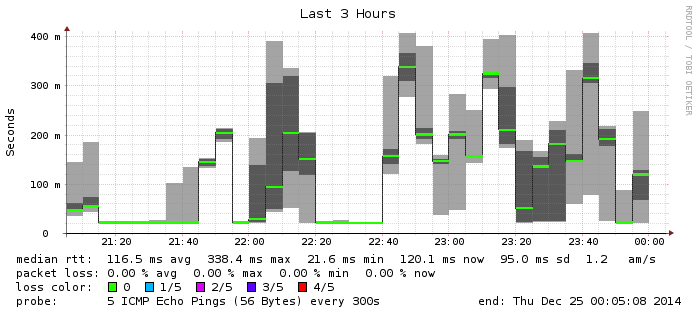 Last 3 Hours
RRDTOOL / TOBI OETIKER
Seconds
400 m
300 m
200 m
100 m
0
21:20 21:40 22:00 22:20 22:40 23:00 23:20 23:40 00:00
median rtt: 116.5 ms avg 338.4 ms max 21.6 ms min 120.1 ms now 95.0 ms sd 1.2 am/s
packet loss: 0.00 % avg 0.00 % max 0.00 % min 0.00 % now
loss color: 0 1/5 2/5 3/5 4/5
probe: 5 ICMP Echo Pings (56 Bytes) every 300s end: Thu Dec 25 00:05:08 2014